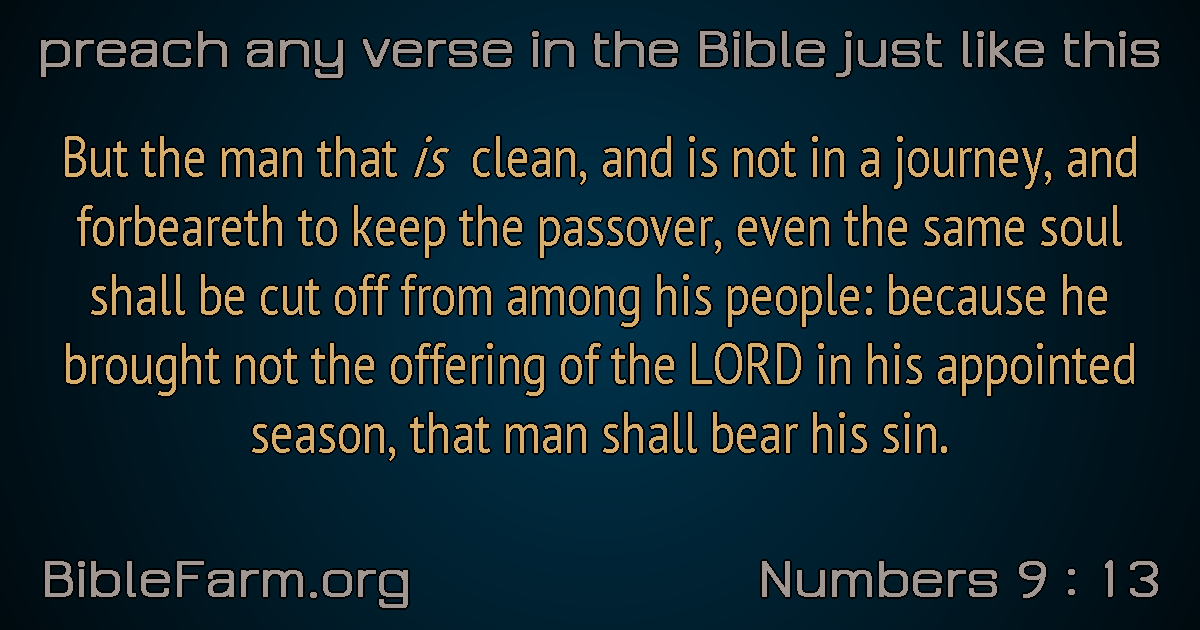 preach any verse in the Bible just like this
But the man that is clean, and is not in a journey, and
forbeareth to keep the passover, even the same soul
shall be cut off from among his people: because he
brought not the offering of the LORD in his appointed
season, that man shall bear his sin.
BibleFarm.org
Numbers 9 : 13